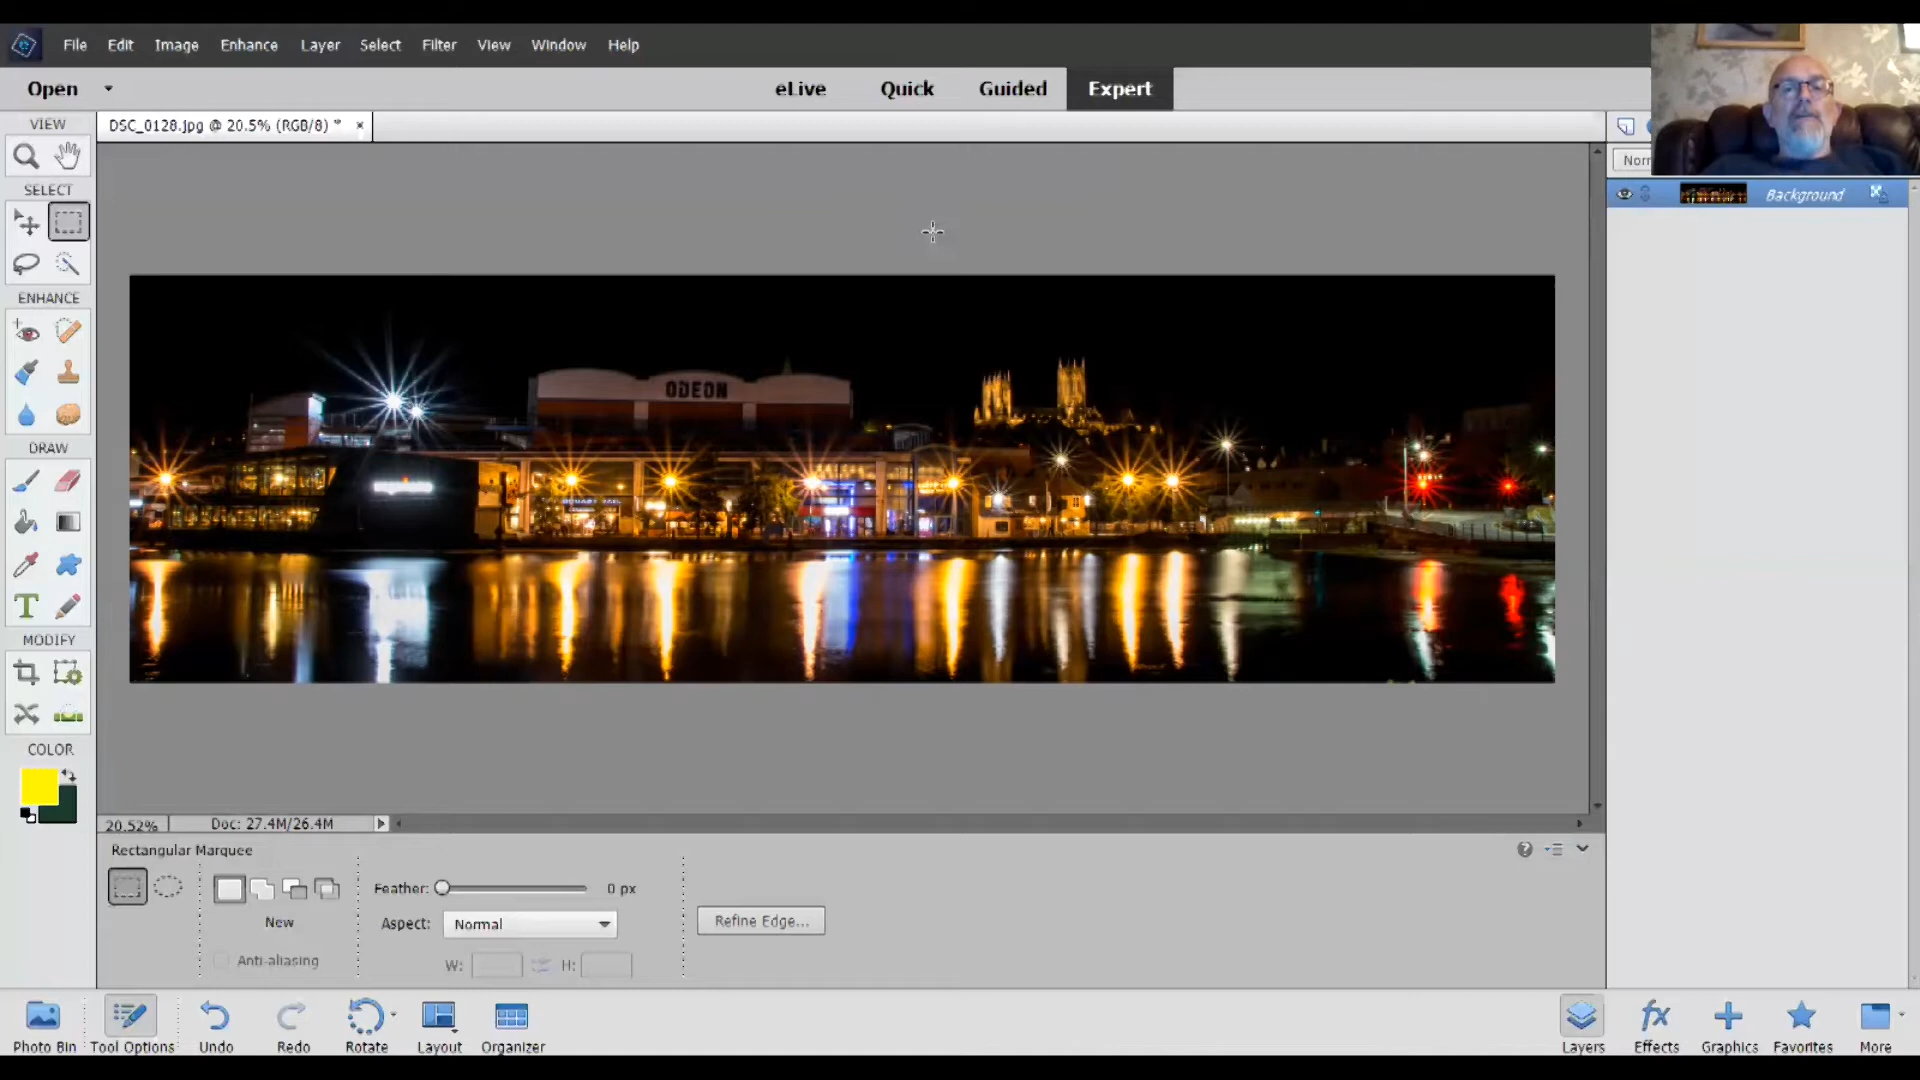 File Edit Image Enhance Layer Select Filter View Window Help
Open eLive Quick Guided Expert
VIEW
DSC_0128.jpg @ 20.5% (RGB/8) * ×
Background
SELECT
ENHANCE
ODEON
DRAW
T
MODIFY
COLOR
20.52% Doc: 27.4M/26.4M
Rectangular Marquee
Feather: 0 px
New
Aspect: Normal
Refine Edge...
Anti-aliasing
W: H:
Photo Bin Tool Options Undo Redo Rotate Layout Organizer
fx
Layers Effects Graphics Favorites More